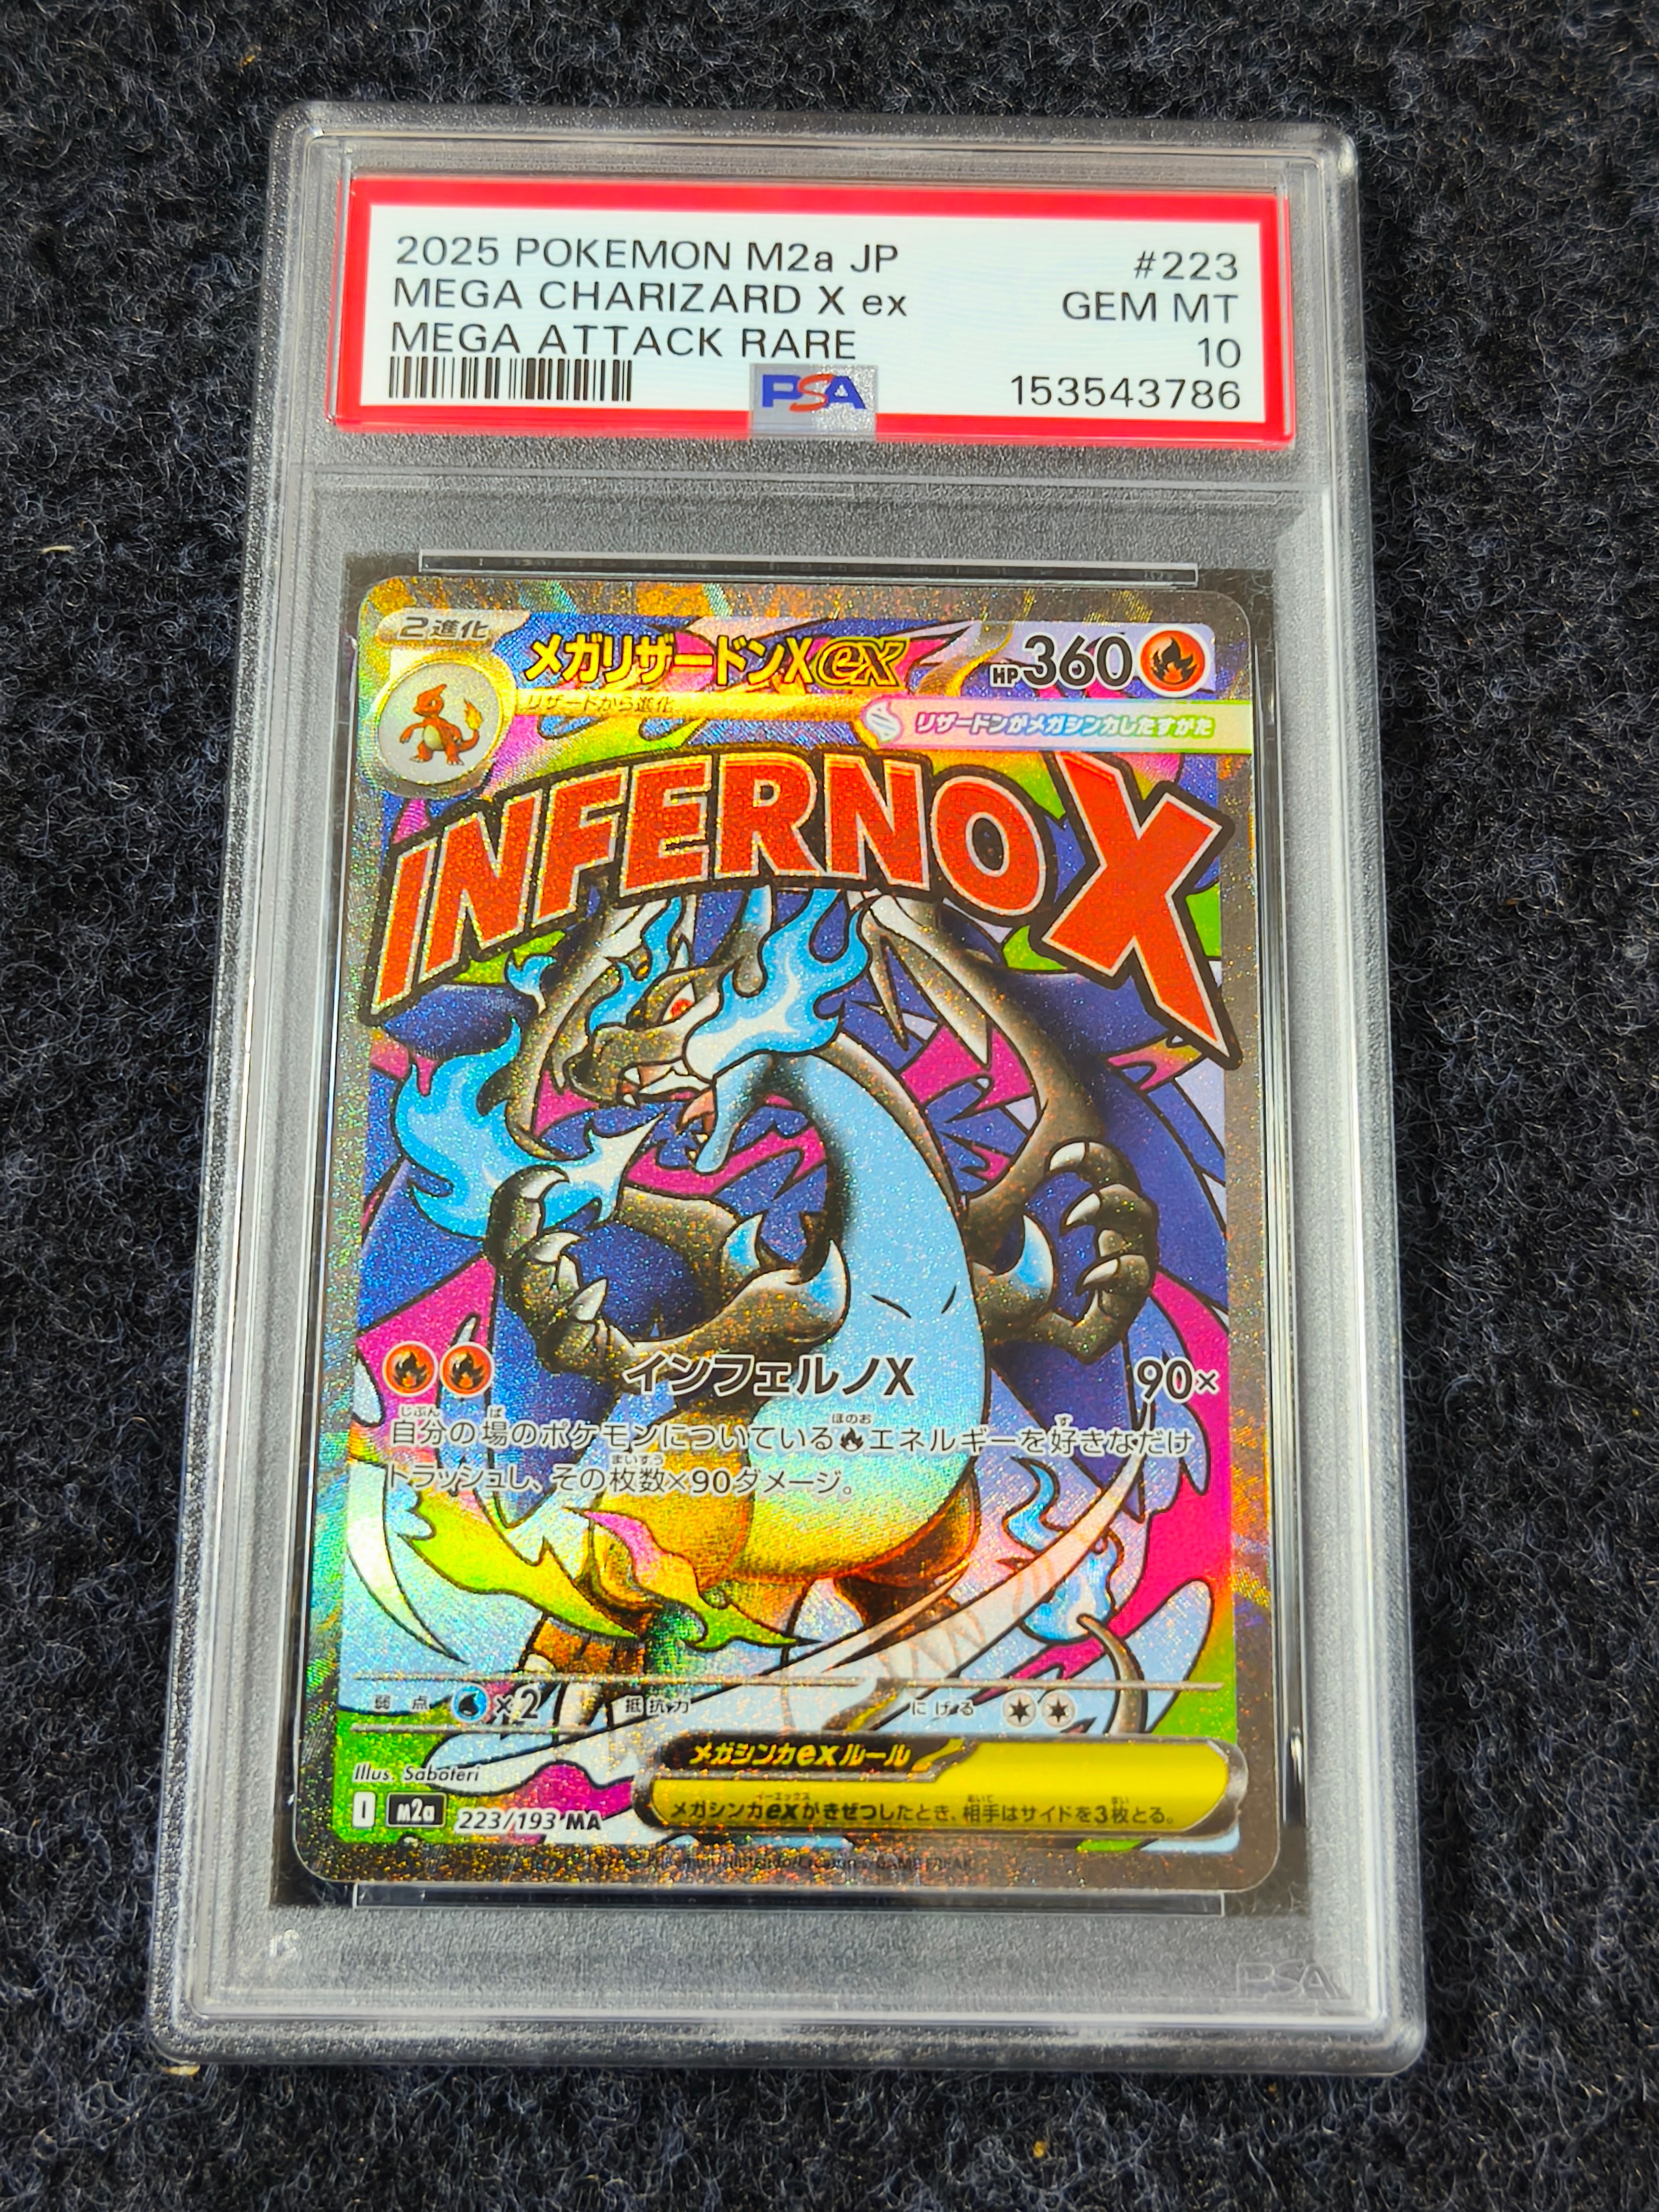 2025 POKEMON M2a JP
#223
MEGA CHARIZARD X ex
GEM MT
MEGA ATTACK RARE
10
PSA
153543786
2進化
メガリザードンXex
HP360
リザードから進化
リザードンがメガシンカしたすがた
INFERNO X
インフェルノX
90×
自分の場のポケモンについているエネルギーを好きなだけ
トラッシュし、その枚数×90ダメージ。
弱点 ×2
抵抗力
にげる
メガシンカexルール
メガシンカexがきぜつしたとき、相手はサイドを3枚とる。
Illus. Saboteri
I m2a 223/193 MA
PSA